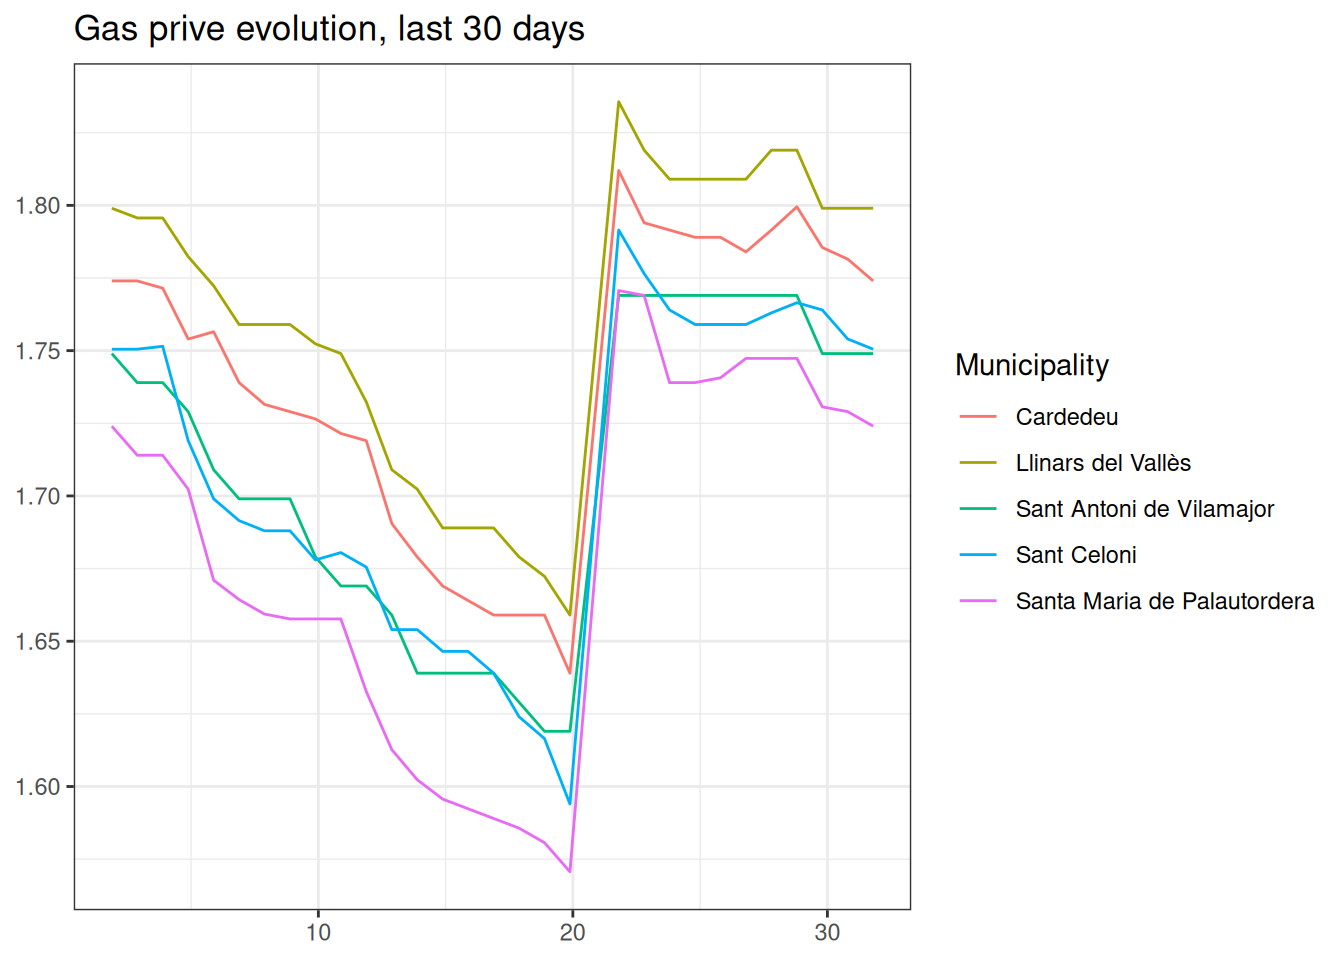 Gas prive evolution, last 30 days
1.80
1.75
1.70
1.65
1.60
10
20
30
Municipality
Cardedeu
Llinars del Vallès
Sant Antoni de Vilamajor
Sant Celoni
Santa Maria de Palautordera